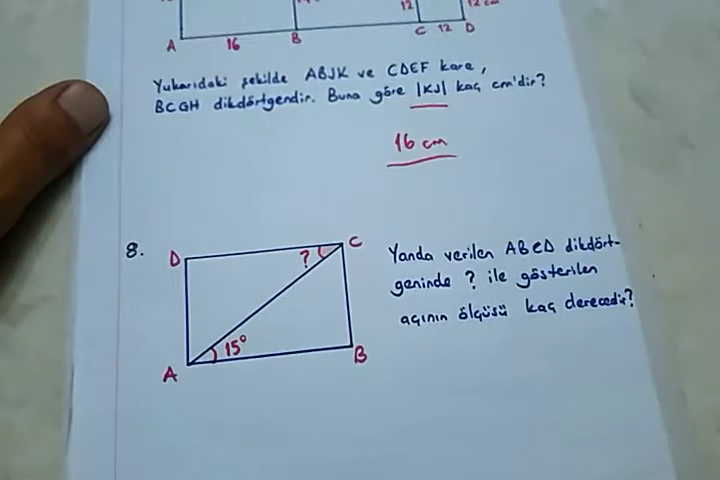 12
A
16
B
C
12
D
Yukarıdaki şekilde ABJK ve CDEF kare,
BCGH dikdörtgendir. Buna göre |KJ| kaç cm'dir?
16 cm
8.
D
C
?
15°
A
B
Yanda verilen ABCD dikdört-
geninde ? ile gösterilen
açının ölçüsü kaç derecedir?